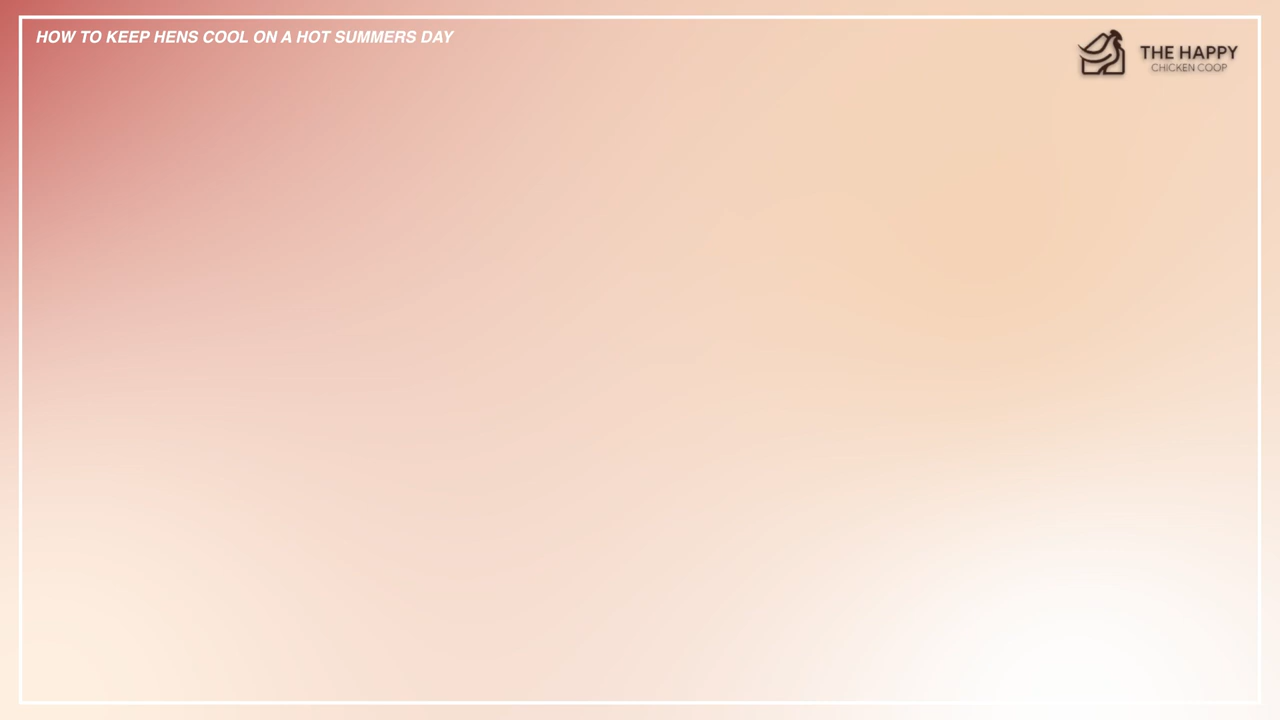 HOW TO KEEP HENS COOL ON A HOT SUMMERS DAY
THE HAPPY
CHICKEN COOP